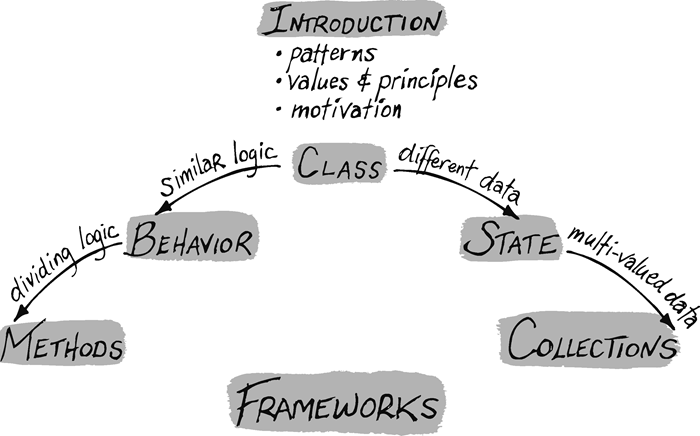 INTRODUCTION
• patterns
• values & principles
• motivation
similar logic
CLASS
different data
BEHAVIOR
STATE
dividing logic
multi-valued data
METHODS
COLLECTIONS
FRAMEWORKS